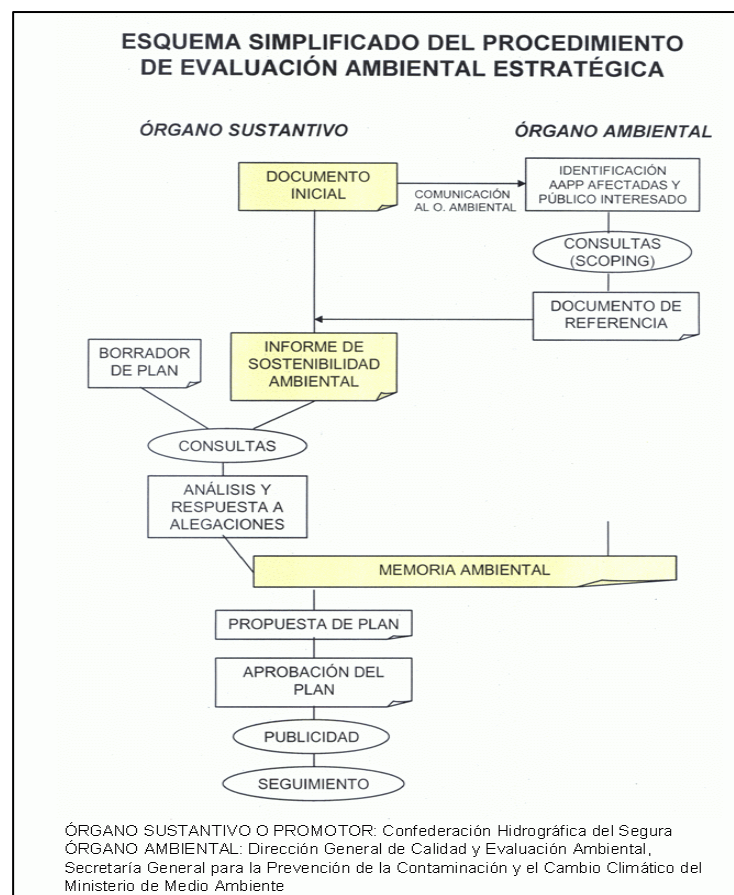 ESQUEMA SIMPLIFICADO DEL PROCEDIMIENTO
DE EVALUACIÓN AMBIENTAL ESTRATÉGICA
ÓRGANO SUSTANTIVO
ÓRGANO AMBIENTAL
DOCUMENTO
INICIAL
COMUNICACIÓN
AL O. AMBIENTAL
IDENTIFICACIÓN
AAPP AFECTADAS Y
PÚBLICO INTERESADO
CONSULTAS
(SCOPING)
DOCUMENTO DE
REFERENCIA
BORRADOR
DE PLAN
INFORME DE
SOSTENIBILIDAD
AMBIENTAL
CONSULTAS
ANÁLISIS Y
RESPUESTA A
ALEGACIONES
MEMORIA AMBIENTAL
PROPUESTA DE PLAN
APROBACIÓN DEL
PLAN
PUBLICIDAD
SEGUIMIENTO
ÓRGANO SUSTANTIVO O PROMOTOR: Confederación Hidrográfica del Segura
ÓRGANO AMBIENTAL: Dirección General de Calidad y Evaluación Ambiental,
Secretaría General para la Prevención de la Contaminación y el Cambio Climático del
Ministerio de Medio Ambiente